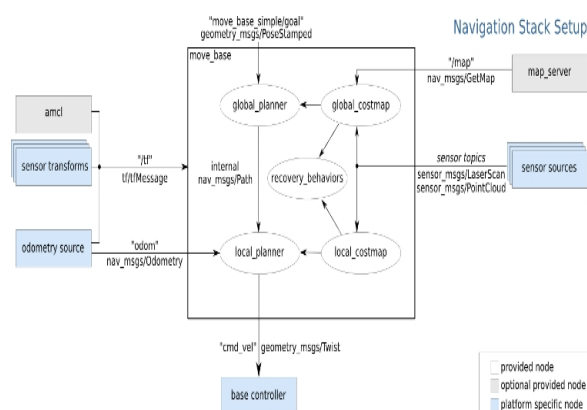 Navigation Stack Setup
"move_base_simple/goal"
geometry_msgs/PoseStamped
move_base
"/map"
nav_msgs/GetMap
map_server
global_planner
global_costmap
amcl
sensor transforms
"/tf"
tf/tfMessage
internal
nav_msgs/Path
recovery_behaviors
sensor topics
sensor_msgs/LaserScan
sensor_msgs/PointCloud
sensor sources
odometry source
"odom"
nav_msgs/Odometry
local_planner
local_costmap
"cmd_vel" geometry_msgs/Twist
base controller
provided node
optional provided node
platform specific node